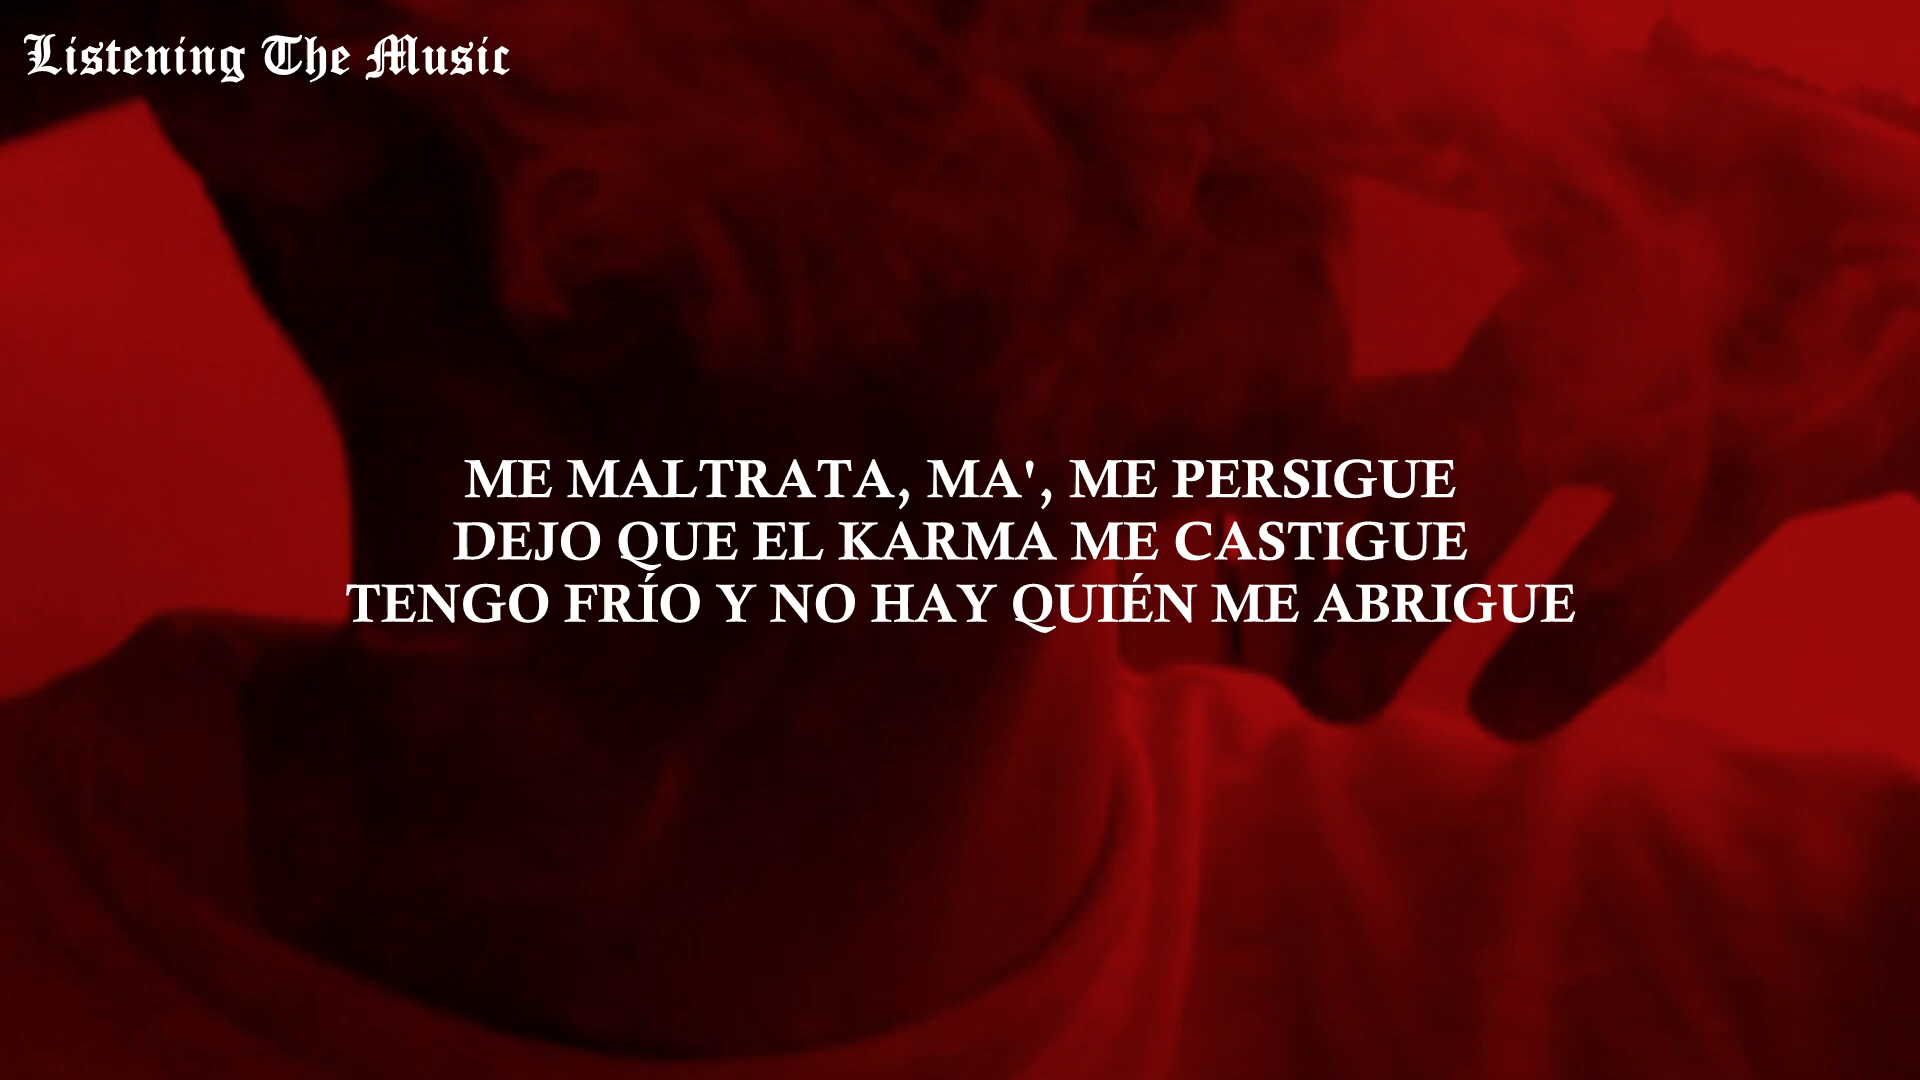 Listening The Music
ME MALTRATA, MA', ME PERSIGUE
DEJO QUE EL KARMA ME CASTIGUE
TENGO FRÍO Y NO HAY QUIÉN ME ABRIGUE